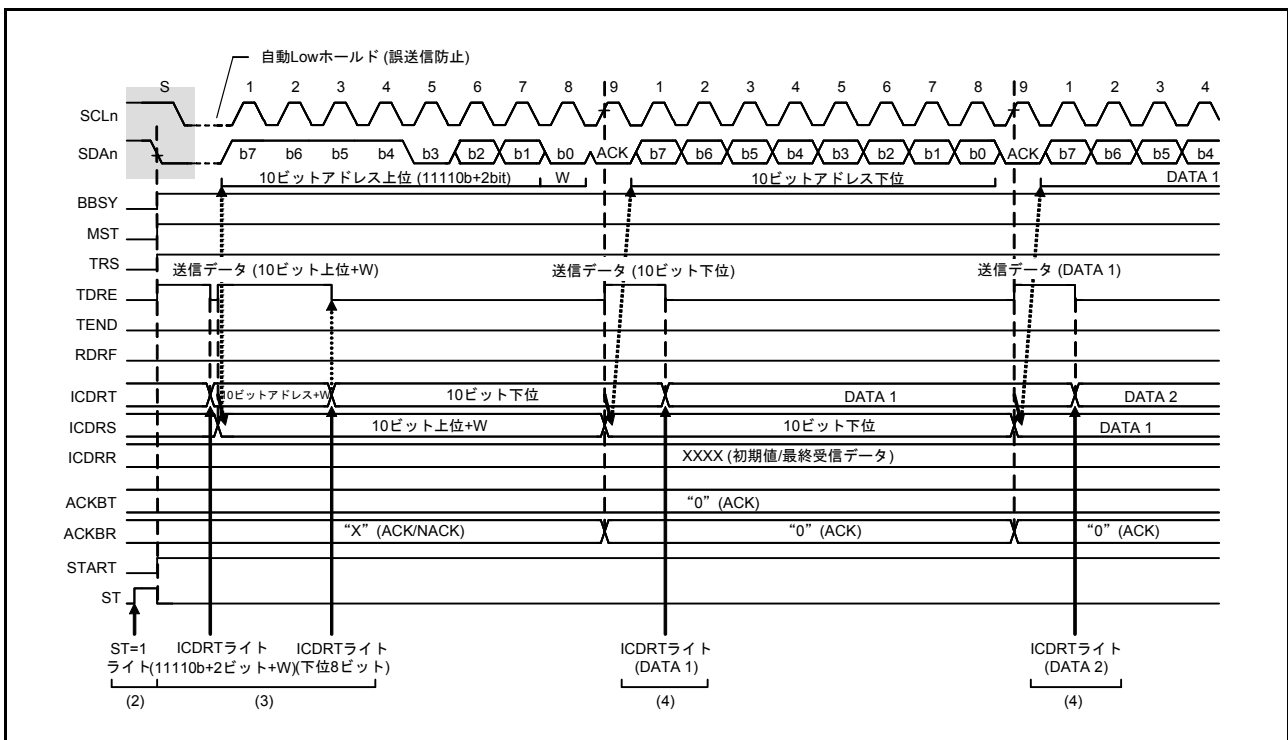 自動Lowホールド (誤送信防止)
S 1 2 3 4 5 6 7 8 9 1 2 3 4 5 6 7 8 9 1 2 3 4
SCLn
SDAn b7 b6 b5 b4 b3 b2 b1 b0 ACK b7 b6 b5 b4 b3 b2 b1 b0 ACK b7 b6 b5 b4
10ビットアドレス上位 (11110b+2bit) W 10ビットアドレス下位 DATA 1
BBSY
MST
TRS
送信データ (10ビット上位+W) 送信データ (10ビット下位) 送信データ (DATA 1)
TDRE
TEND
RDRF
ICDRT 10ビットアドレス+W 10ビット下位 DATA 1 DATA 2
ICDRS 10ビット上位+W 10ビット下位 DATA 1
ICDRR XXXX (初期値/最終受信データ)
ACKBT “0” (ACK)
ACKBR “X” (ACK/NACK) “0” (ACK) “0” (ACK)
START
ST
ST=1 ICDRTライト ICDRTライト ICDRTライト ICDRTライト
ライト (11110b+2ビット+W) (下位8ビット) (DATA 1) (DATA 2)
(2) (3) (4) (4)